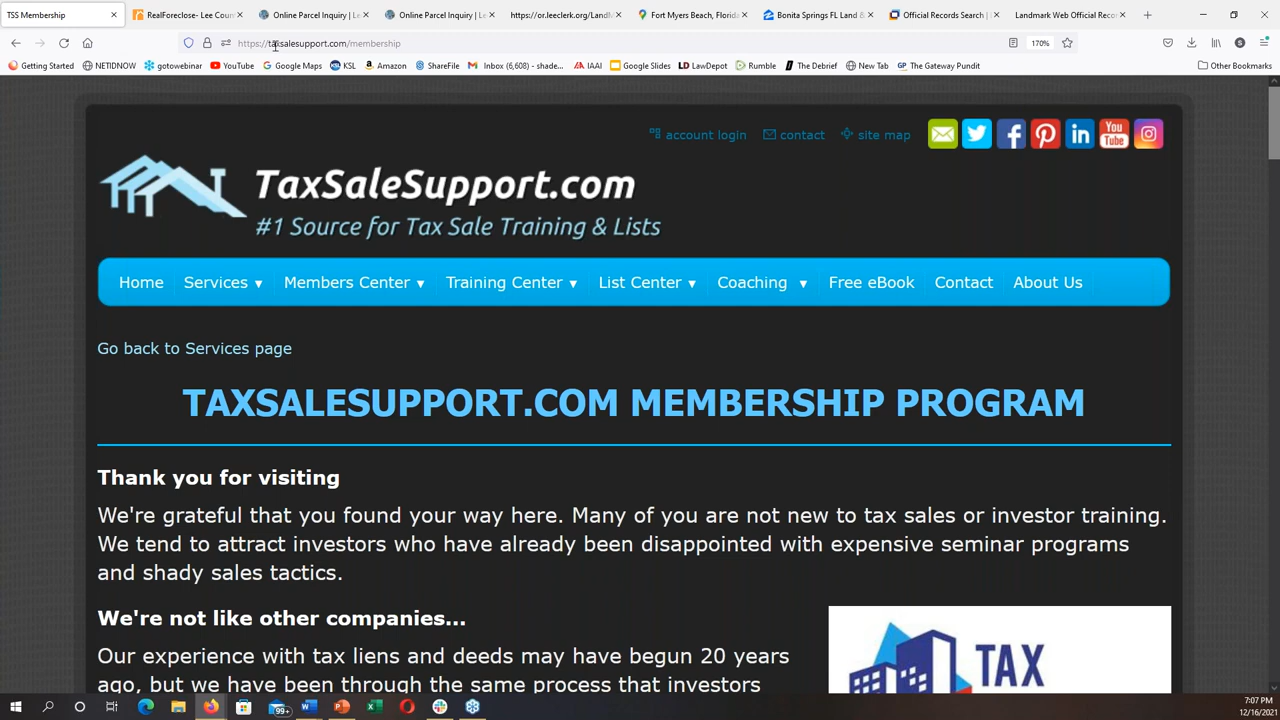 TSS Membership
RealForeclose- Lee Coun
Online Parcel Inquiry | Le
Online Parcel Inquiry | Le
https://or.leeclerk.org/LandM
Fort Myers Beach, Florida
Bonita Springs FL Land &
Official Records Search |
Landmark Web Official Rec
https://taxsalesupport.com/membership
170%
Getting Started
NETIDNOW
gotowebinar
YouTube
Google Maps
KSL
Amazon
ShareFile
Inbox (6,608) - shade...
IAAI
Google Slides
LD LawDepot
Rumble
The Debrief
New Tab
The Gateway Pundit
Other Bookmarks
account login
contact
site map
You Tube
TaxSaleSupport.com
#1 Source for Tax Sale Training & Lists
Home Services ▾ Members Center ▾ Training Center ▾ List Center ▾ Coaching ▾ Free eBook Contact About Us
Go back to Services page
TAXSALESUPPORT.COM MEMBERSHIP PROGRAM
Thank you for visiting
We're grateful that you found your way here. Many of you are not new to tax sales or investor training.
We tend to attract investors who have already been disappointed with expensive seminar programs
and shady sales tactics.
We're not like other companies...
Our experience with tax liens and deeds may have begun 20 years
ago, but we have been through the same process that investors
TAX
99+
7:07 PM
12/16/2021